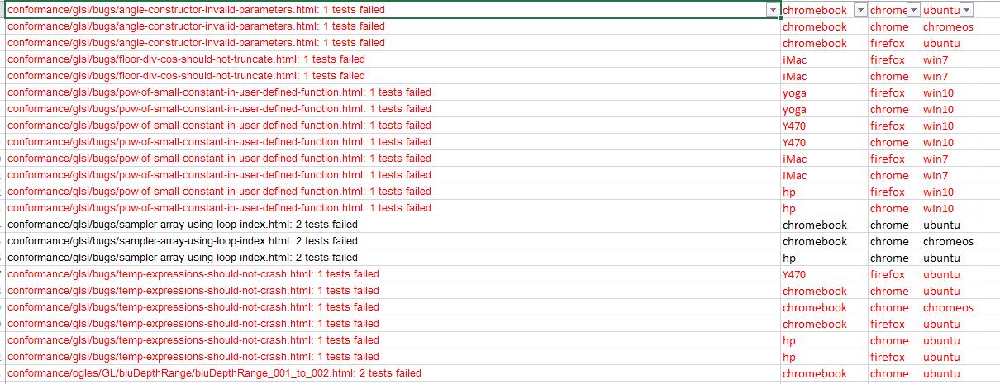 conformance/glsl/bugs/angle-constructor-invalid-parameters.html: 1 tests failed chromebook chrome ubuntu
conformance/glsl/bugs/angle-constructor-invalid-parameters.html: 1 tests failed chromebook chrome chromeos
conformance/glsl/bugs/angle-constructor-invalid-parameters.html: 1 tests failed chromebook firefox ubuntu
conformance/glsl/bugs/floor-div-cos-should-not-truncate.html: 1 tests failed iMac firefox win7
conformance/glsl/bugs/floor-div-cos-should-not-truncate.html: 1 tests failed iMac chrome win7
conformance/glsl/bugs/pow-of-small-constant-in-user-defined-function.html: 1 tests failed yoga firefox win10
conformance/glsl/bugs/pow-of-small-constant-in-user-defined-function.html: 1 tests failed yoga chrome win10
conformance/glsl/bugs/pow-of-small-constant-in-user-defined-function.html: 1 tests failed Y470 firefox win10
conformance/glsl/bugs/pow-of-small-constant-in-user-defined-function.html: 1 tests failed Y470 chrome win10
conformance/glsl/bugs/pow-of-small-constant-in-user-defined-function.html: 1 tests failed iMac firefox win7
conformance/glsl/bugs/pow-of-small-constant-in-user-defined-function.html: 1 tests failed iMac chrome win7
conformance/glsl/bugs/pow-of-small-constant-in-user-defined-function.html: 1 tests failed hp firefox win10
conformance/glsl/bugs/pow-of-small-constant-in-user-defined-function.html: 1 tests failed hp chrome win10
conformance/glsl/bugs/sampler-array-using-loop-index.html: 2 tests failed chromebook chrome ubuntu
conformance/glsl/bugs/sampler-array-using-loop-index.html: 2 tests failed chromebook chrome chromeos
conformance/glsl/bugs/sampler-array-using-loop-index.html: 2 tests failed hp chrome ubuntu
conformance/glsl/bugs/temp-expressions-should-not-crash.html: 1 tests failed Y470 firefox ubuntu
conformance/glsl/bugs/temp-expressions-should-not-crash.html: 1 tests failed chromebook chrome ubuntu
conformance/glsl/bugs/temp-expressions-should-not-crash.html: 1 tests failed chromebook chrome chromeos
conformance/glsl/bugs/temp-expressions-should-not-crash.html: 1 tests failed chromebook firefox ubuntu
conformance/glsl/bugs/temp-expressions-should-not-crash.html: 1 tests failed hp chrome ubuntu
conformance/glsl/bugs/temp-expressions-should-not-crash.html: 1 tests failed hp firefox ubuntu
conformance/ogles/GL/biuDepthRange/biuDepthRange_001_to_002.html: 2 tests failed chromebook chrome ubuntu